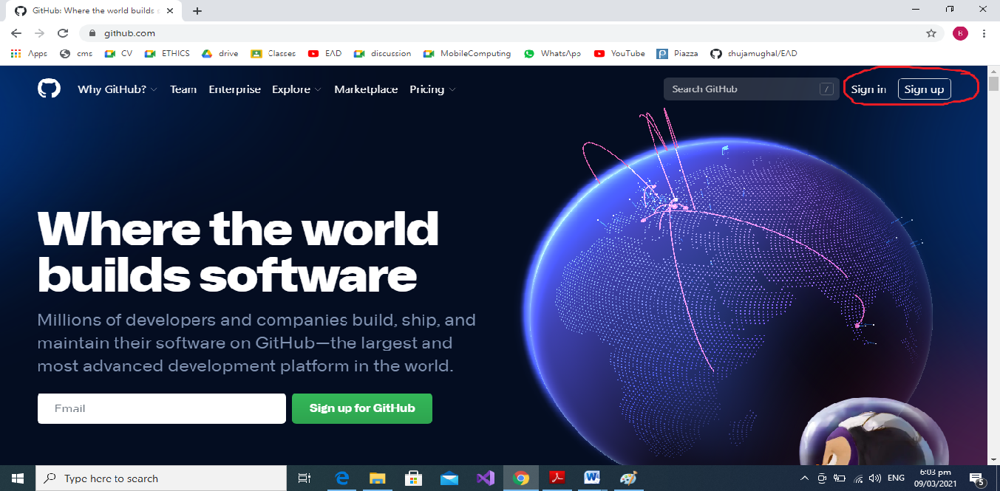 GitHub: Where the world builds s
github.com
B
Apps cms CV ETHICS drive Classes EAD discussion MobileComputing WhatsApp YouTube Piazza shujamughal/EAD
Why GitHub? Team Enterprise Explore Marketplace Pricing Search GitHub / Sign in Sign up
Where the world
builds software
Millions of developers and companies build, ship, and
maintain their software on GitHub—the largest and
most advanced development platform in the world.
Email Sign up for GitHub
Type here to search
ENG
6:03 pm
09/03/2021
5